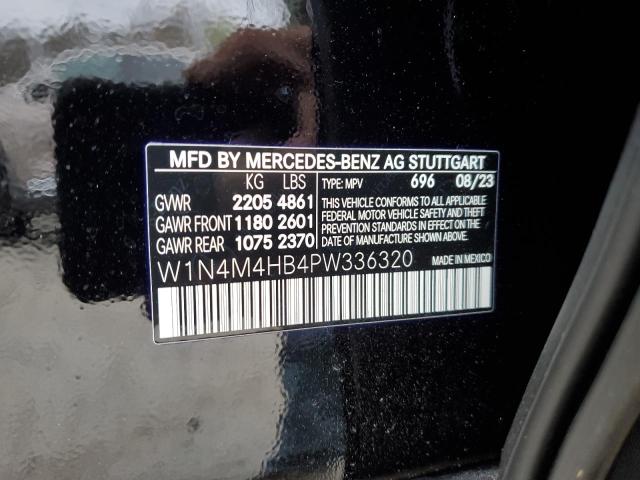 MFD BY MERCEDES-BENZ AG STUTTGART
KG LBS TYPE: MPV 696 08/23
GVWR 2205 4861
GAWR FRONT 1180 2601
GAWR REAR 1075 2370
THIS VEHICLE CONFORMS TO ALL APPLICABLE
FEDERAL MOTOR VEHICLE SAFETY AND THEFT
PREVENTION STANDARDS IN EFFECT ON THE
DATE OF MANUFACTURE SHOWN ABOVE.
W1N4M4HB4PW336320 MADE IN MEXICO